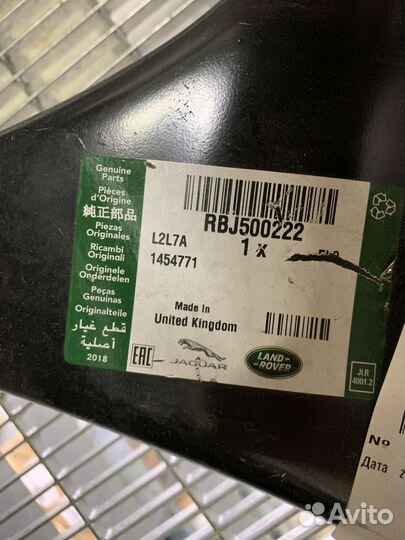 Genuine
Parts
Pièces
d'Origine
純正部品
Piezas
Originales
Ricambi
Originali
Originele
Onderdelen
Peças
Genuinas
Originalteile
قطع غيار
أصلية
2018
RBJ500222
L2L7A
1 X
1454771
Made In
United Kingdom
EAC
JAGUAR
LAND-
ROVER
JLR
4001.2
No
Дата 2
Avito